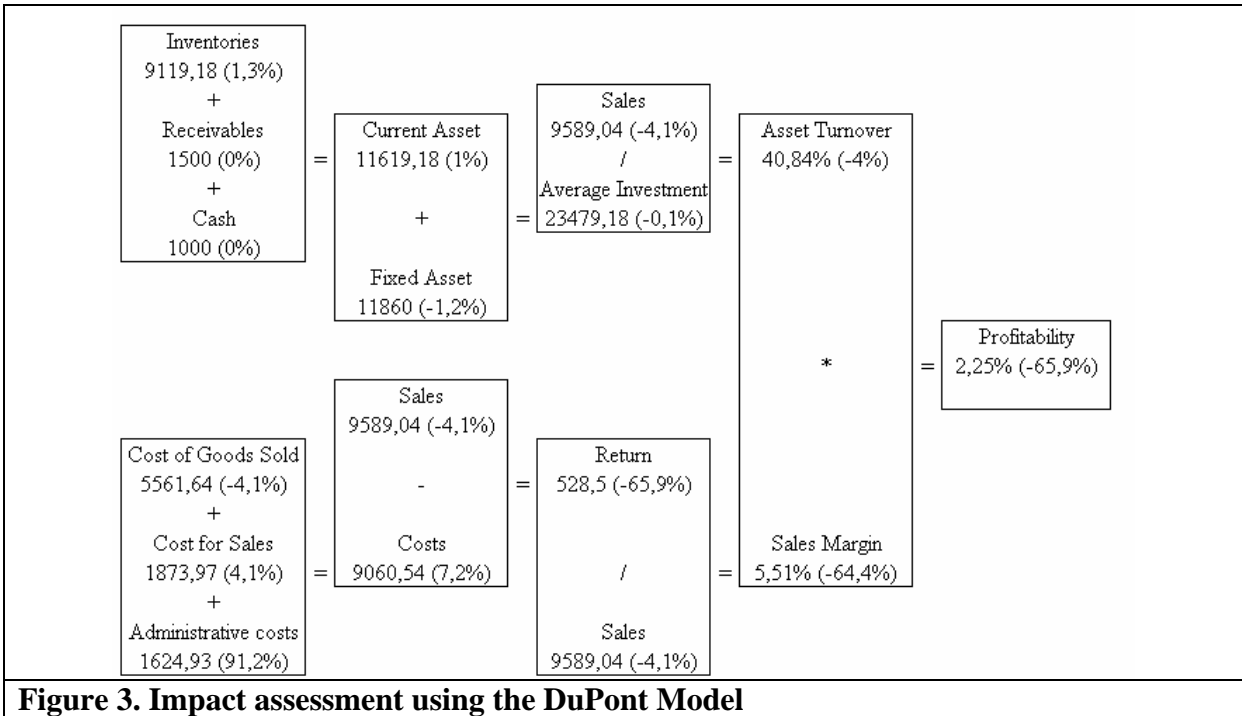 Inventories
9119,18 (1,3%)
+
Receivables
1500 (0%)
+
Cash
1000 (0%)
=
Current Asset
11619,18 (1%)
+
Fixed Asset
11860 (-1,2%)
=
Sales
9589,04 (-4,1%)
/
Average Investment
23479,18 (-0,1%)
=
Asset Turnover
40,84% (-4%)
*
Sales Margin
5,51% (-64,4%)
=
Profitability
2,25% (-65,9%)
Cost of Goods Sold
5561,64 (-4,1%)
+
Cost for Sales
1873,97 (4,1%)
+
Administrative costs
1624,93 (91,2%)
=
Sales
9589,04 (-4,1%)
-
Costs
9060,54 (7,2%)
=
Return
528,5 (-65,9%)
/
Sales
9589,04 (-4,1%)
=
Figure 3. Impact assessment using the DuPont Model